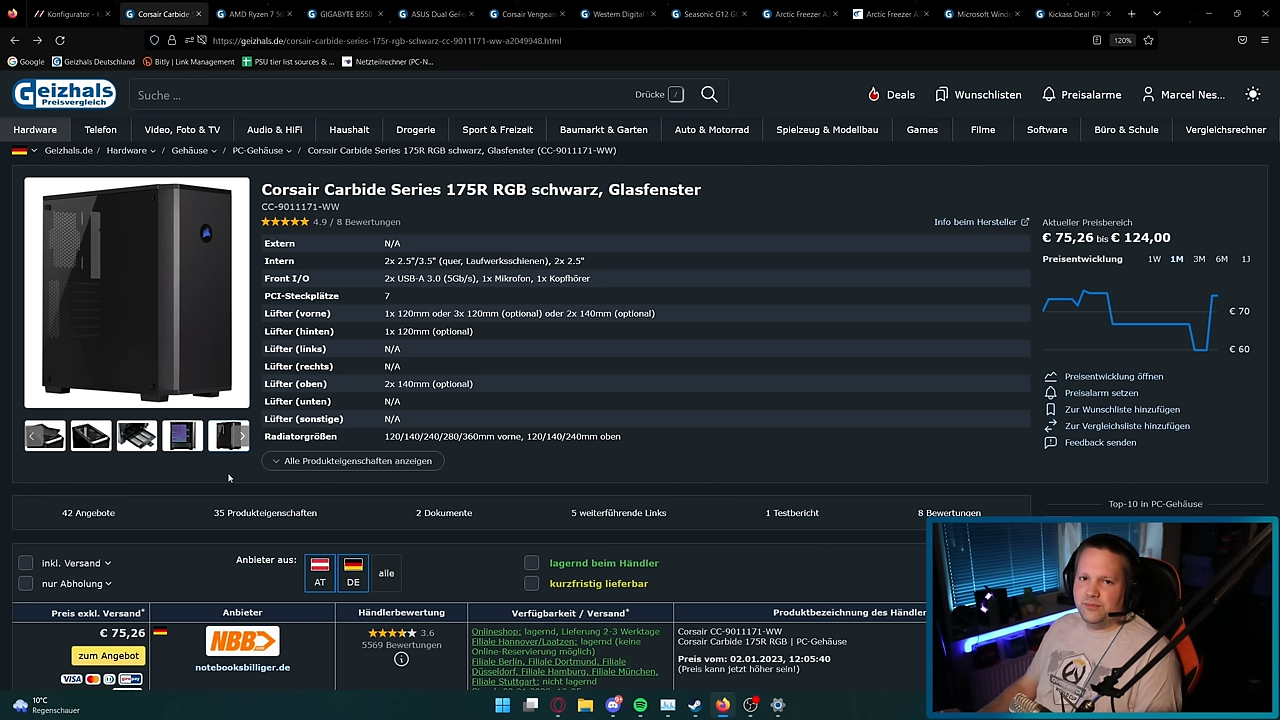 Konfigurator - K
Corsair Carbide S
AMD Ryzen 7 5
GIGABYTE B550
ASUS Dual GeFo
Corsair Vengean
Western Digital
Seasonic G12 GC
Arctic Freezer A3
Arctic Freezer A3
Microsoft Wind
Kickass Deal R7
https://geizhals.de/corsair-carbide-series-175r-rgb-schwarz-cc-9011171-ww-a2049948.html
120%
Google
Geizhals Deutschland
Bitly | Link Management
PSU tier list sources & ...
Netzteilrechner (PC-N...
Geizhals
Preisvergleich
Suche ...
Drücke /
Deals
Wunschlisten
Preisalarme
Marcel Nes...
Hardware
Telefon
Video, Foto & TV
Audio & HiFi
Haushalt
Drogerie
Sport & Freizeit
Baumarkt & Garten
Auto & Motorrad
Spielzeug & Modellbau
Games
Filme
Software
Büro & Schule
Vergleichsrechner
Geizhals.de / Hardware / Gehäuse / PC-Gehäuse / Corsair Carbide Series 175R RGB schwarz, Glasfenster (CC-9011171-WW)
Corsair Carbide Series 175R RGB schwarz, Glasfenster
CC-9011171-WW
4.9 / 8 Bewertungen
Info beim Hersteller
Extern N/A
Intern 2x 2.5"/3.5" (quer, Laufwerksschienen), 2x 2.5"
Front I/O 2x USB-A 3.0 (5Gb/s), 1x Mikrofon, 1x Kopfhörer
PCI-Steckplätze 7
Lüfter (vorne) 1x 120mm oder 3x 120mm (optional) oder 2x 140mm (optional)
Lüfter (hinten) 1x 120mm (optional)
Lüfter (links) N/A
Lüfter (rechts) N/A
Lüfter (oben) 2x 140mm (optional)
Lüfter (unten) N/A
Lüfter (sonstige) N/A
Radiatorgrößen 120/140/240/280/360mm vorne, 120/140/240mm oben
Alle Produkteigenschaften anzeigen
Aktueller Preisbereich
€ 75,26 bis € 124,00
Preisentwicklung 1W 1M 3M 6M 1J
€ 70
€ 60
Preisentwicklung öffnen
Preisalarm setzen
Zur Wunschliste hinzufügen
Zur Vergleichsliste hinzufügen
Feedback senden
42 Angebote
35 Produkteigenschaften
2 Dokumente
5 weiterführende Links
1 Testbericht
8 Bewertungen
Top-10 in PC-Gehäuse
inkl. Versand
nur Abholung
Anbieter aus:
AT
DE
alle
lagernd beim Händler
kurzfristig lieferbar
Preis exkl. Versand*
Anbieter
Händlerbewertung
Verfügbarkeit / Versand*
Produktbezeichnung des Händler
€ 75,26
zum Angebot
VISA
NBB
notebooksbilliger.de
3.6
5569 Bewertungen
Onlineshop: lagernd, Lieferung 2-3 Werktage
Filiale Hannover/Laatzen: lagernd (keine
Online-Reservierung möglich)
Filiale Berlin, Filiale Dortmund, Filiale
Düsseldorf, Filiale Hamburg, Filiale München,
Filiale Stuttgart: nicht lagernd
Corsair CC-9011171-WW
Corsair Carbide 175R RGB | PC-Gehäuse
Preis vom: 02.01.2023, 12:05:40
(Preis kann jetzt höher sein!)
10°C
Regenschauer